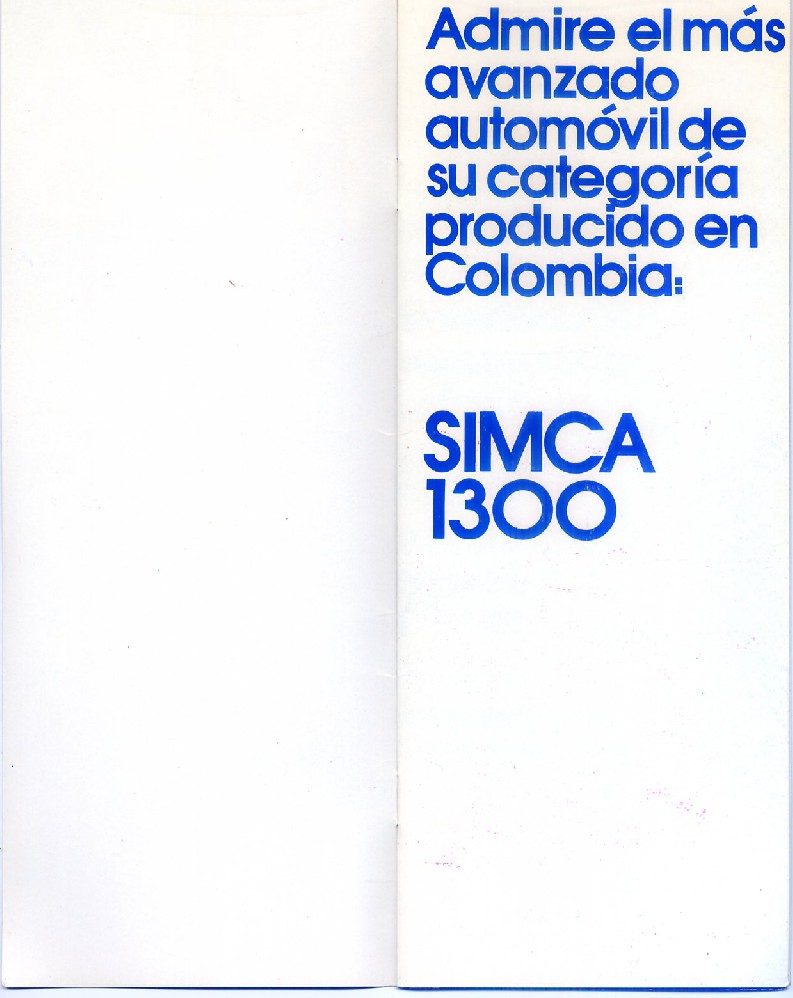 Admire el más
avanzado
automóvil de
su categoría
producido en
Colombia:
SIMCA
1300